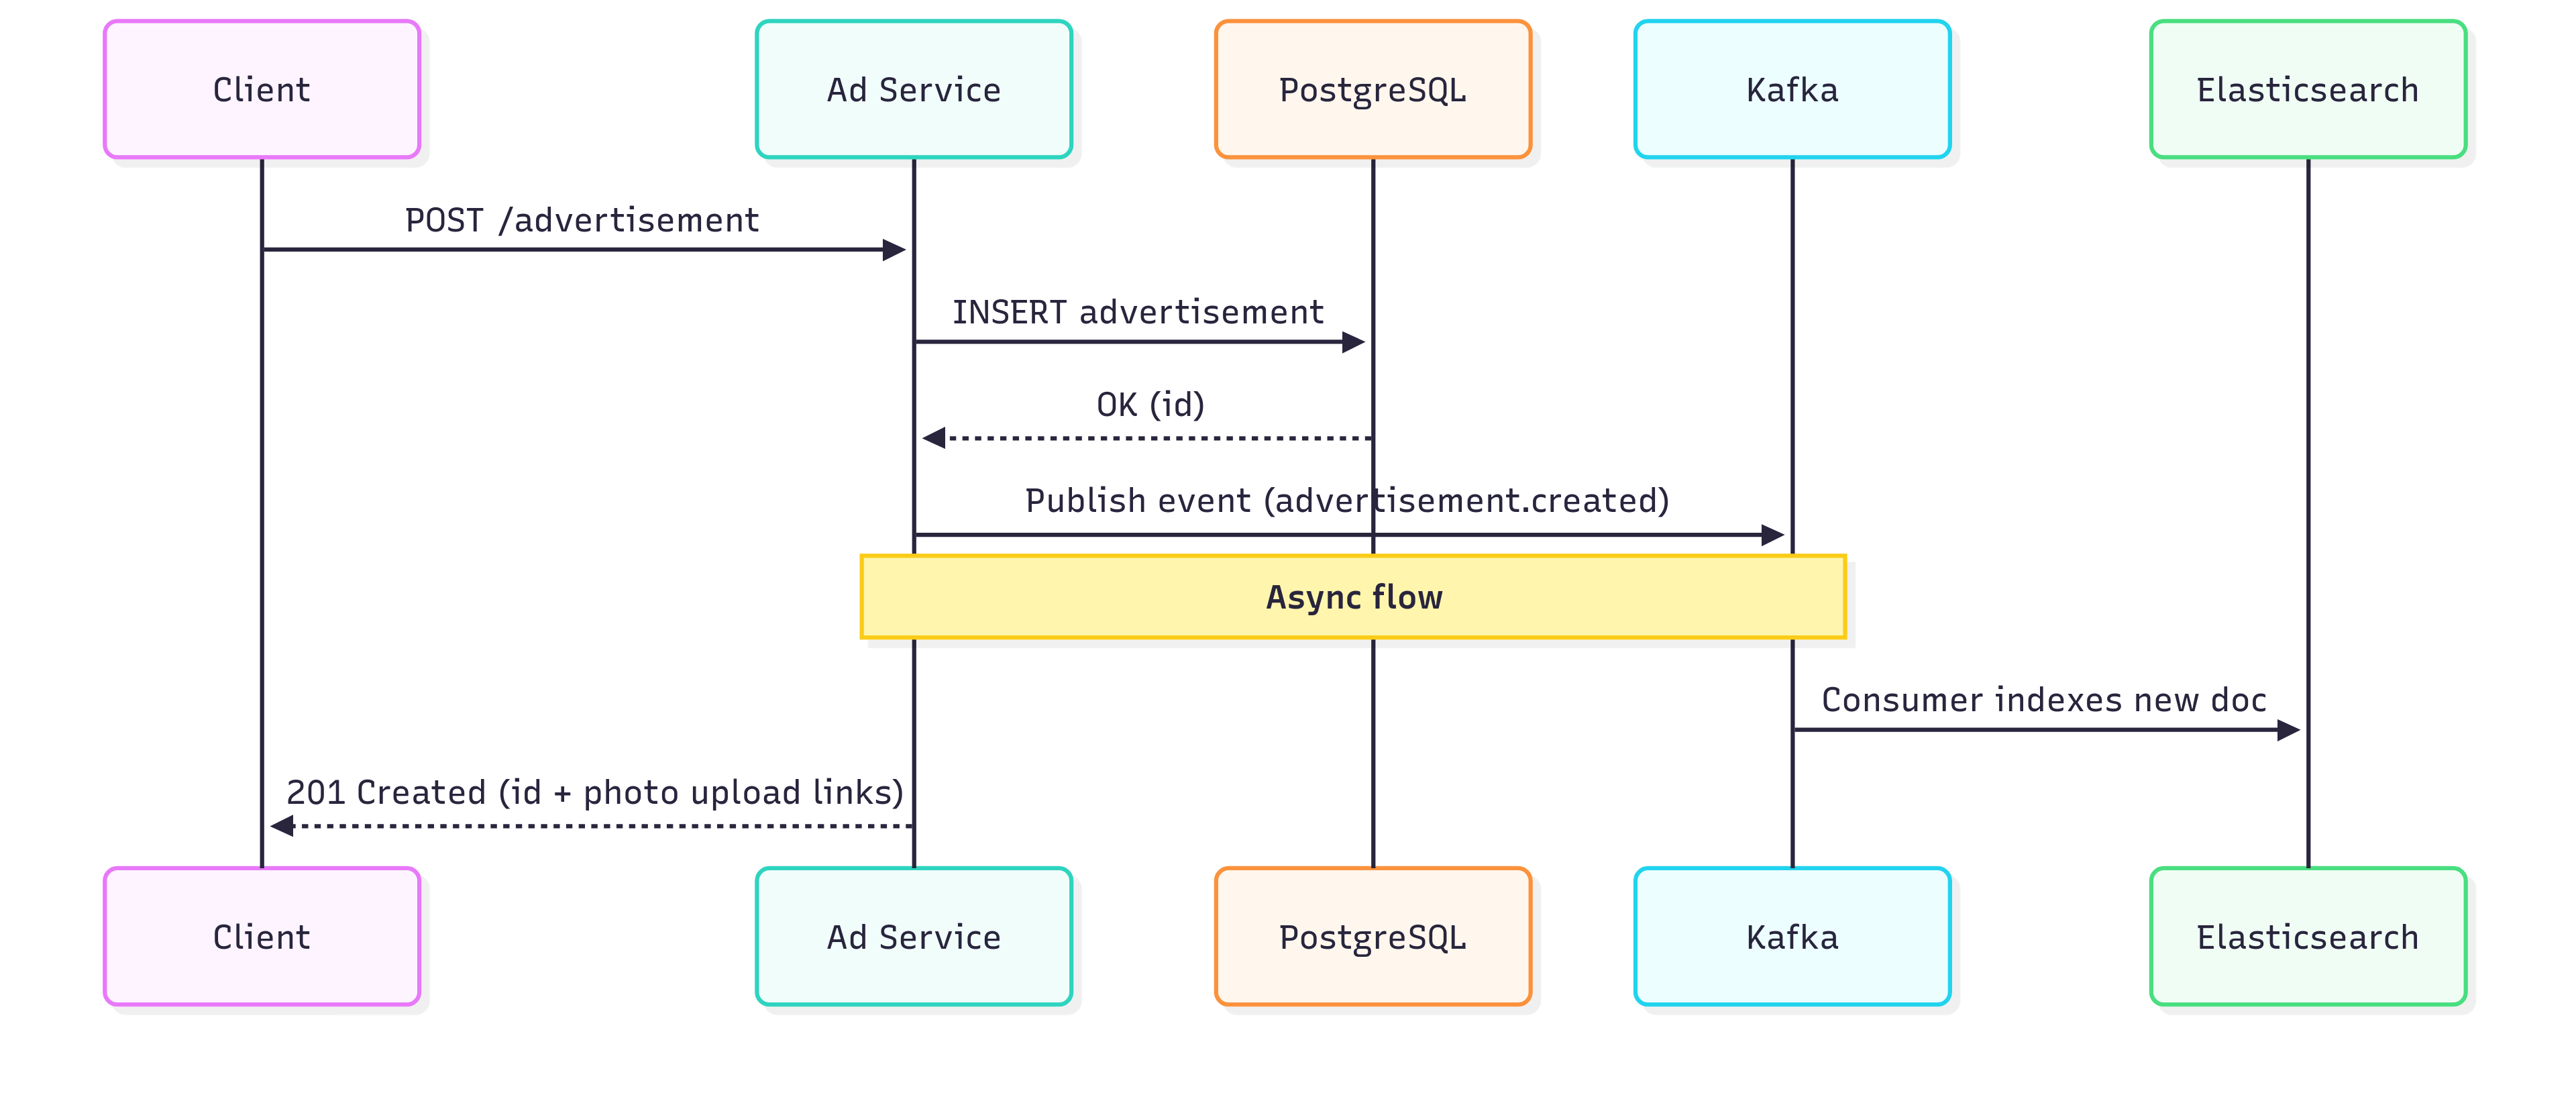 Client
Ad Service
PostgreSQL
Kafka
Elasticsearch
POST /advertisement
INSERT advertisement
OK (id)
Publish event (advertisement.created)
Async flow
Consumer indexes new doc
201 Created (id + photo upload links)
Client
Ad Service
PostgreSQL
Kafka
Elasticsearch